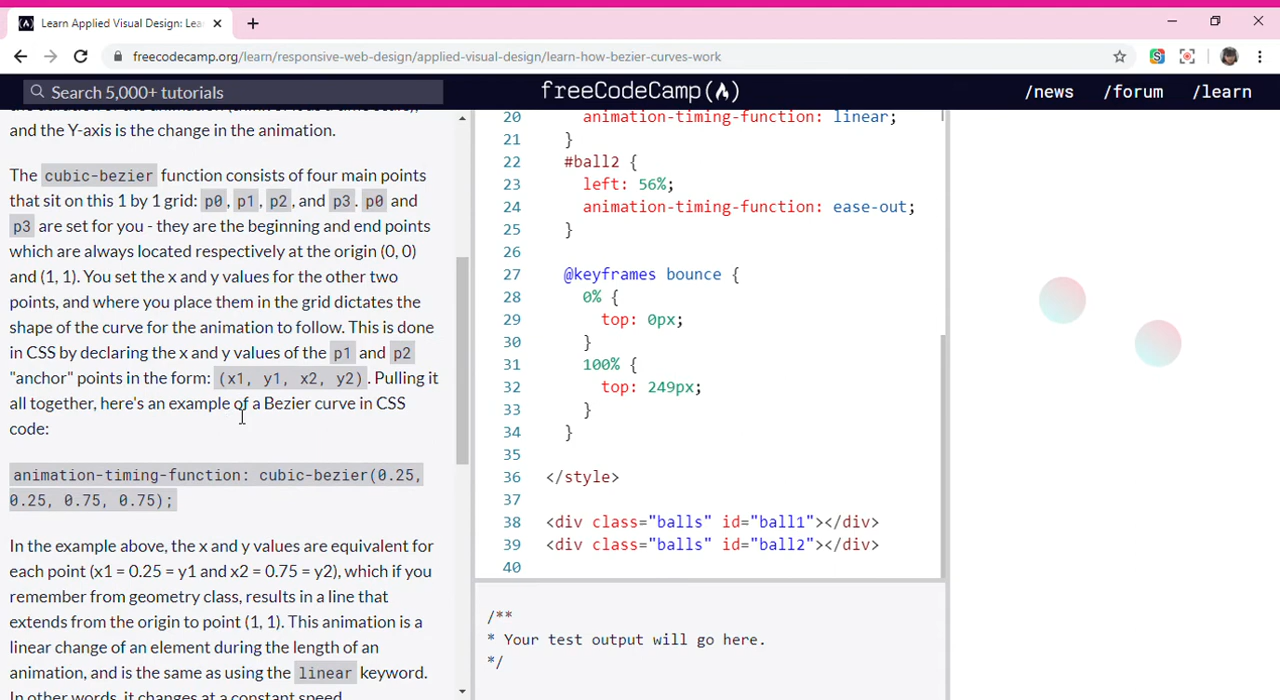 Learn Applied Visual Design: Lea
freecodecamp.org/learn/responsive-web-design/applied-visual-design/learn-how-bezier-curves-work
Search 5,000+ tutorials
freeCodeCamp
/news
/forum
/learn
and the Y-axis is the change in the animation.
The cubic-bezier function consists of four main points
that sit on this 1 by 1 grid: p0, p1, p2, and p3. p0 and
p3 are set for you - they are the beginning and end points
which are always located respectively at the origin (0, 0)
and (1, 1). You set the x and y values for the other two
points, and where you place them in the grid dictates the
shape of the curve for the animation to follow. This is done
in CSS by declaring the x and y values of the p1 and p2
"anchor" points in the form: (x1, y1, x2, y2). Pulling it
all together, here's an example of a Bezier curve in CSS
code:
animation-timing-function: cubic-bezier(0.25,
0.25, 0.75, 0.75);
In the example above, the x and y values are equivalent for
each point (x1 = 0.25 = y1 and x2 = 0.75 = y2), which if you
remember from geometry class, results in a line that
extends from the origin to point (1, 1). This animation is a
linear change of an element during the length of an
animation, and is the same as using the linear keyword.
In other words, it changes at a constant speed.
20 animation-timing-function: linear;
21 }
22 #ball2 {
23 left: 56%;
24 animation-timing-function: ease-out;
25 }
26
27 @keyframes bounce {
28 0% {
29 top: 0px;
30 }
31 100% {
32 top: 249px;
33 }
34 }
35
36 </style>
37
38 <div class="balls" id="ball1"></div>
39 <div class="balls" id="ball2"></div>
40
/**
* Your test output will go here.
*/